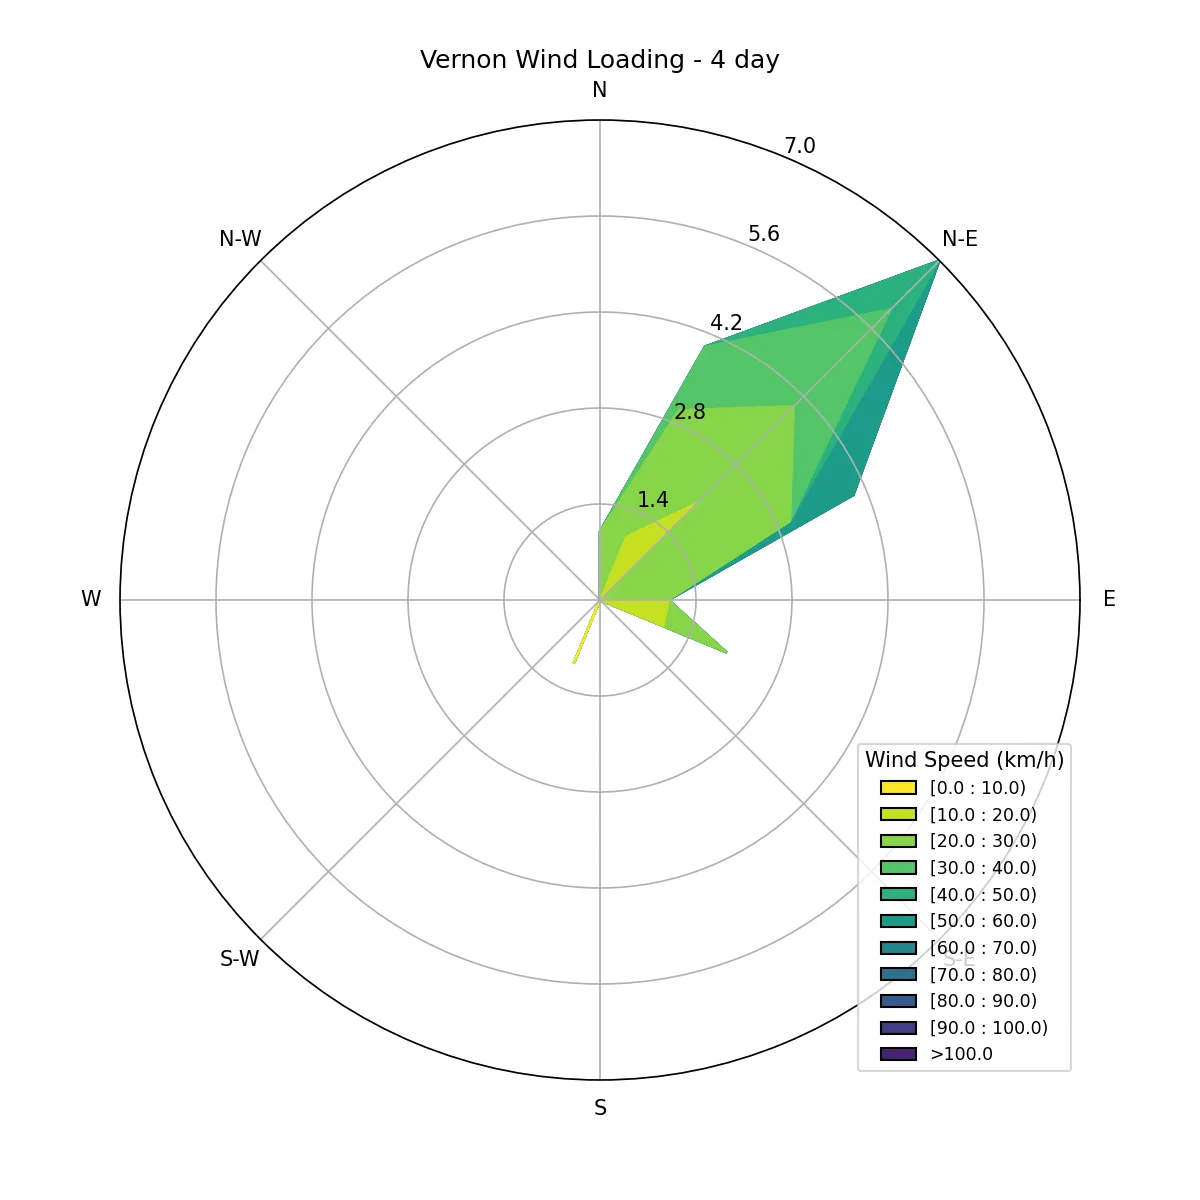 Vernon Wind Loading - 4 day
N
7.0
5.6
N-W
N-E
4.2
2.8
1.4
W
E
Wind Speed (km/h)
[0.0 : 10.0)
[10.0 : 20.0)
[20.0 : 30.0)
[30.0 : 40.0)
[40.0 : 50.0)
[50.0 : 60.0)
[60.0 : 70.0)
S-W
S-E
[70.0 : 80.0)
[80.0 : 90.0)
[90.0 : 100.0)
>100.0
S